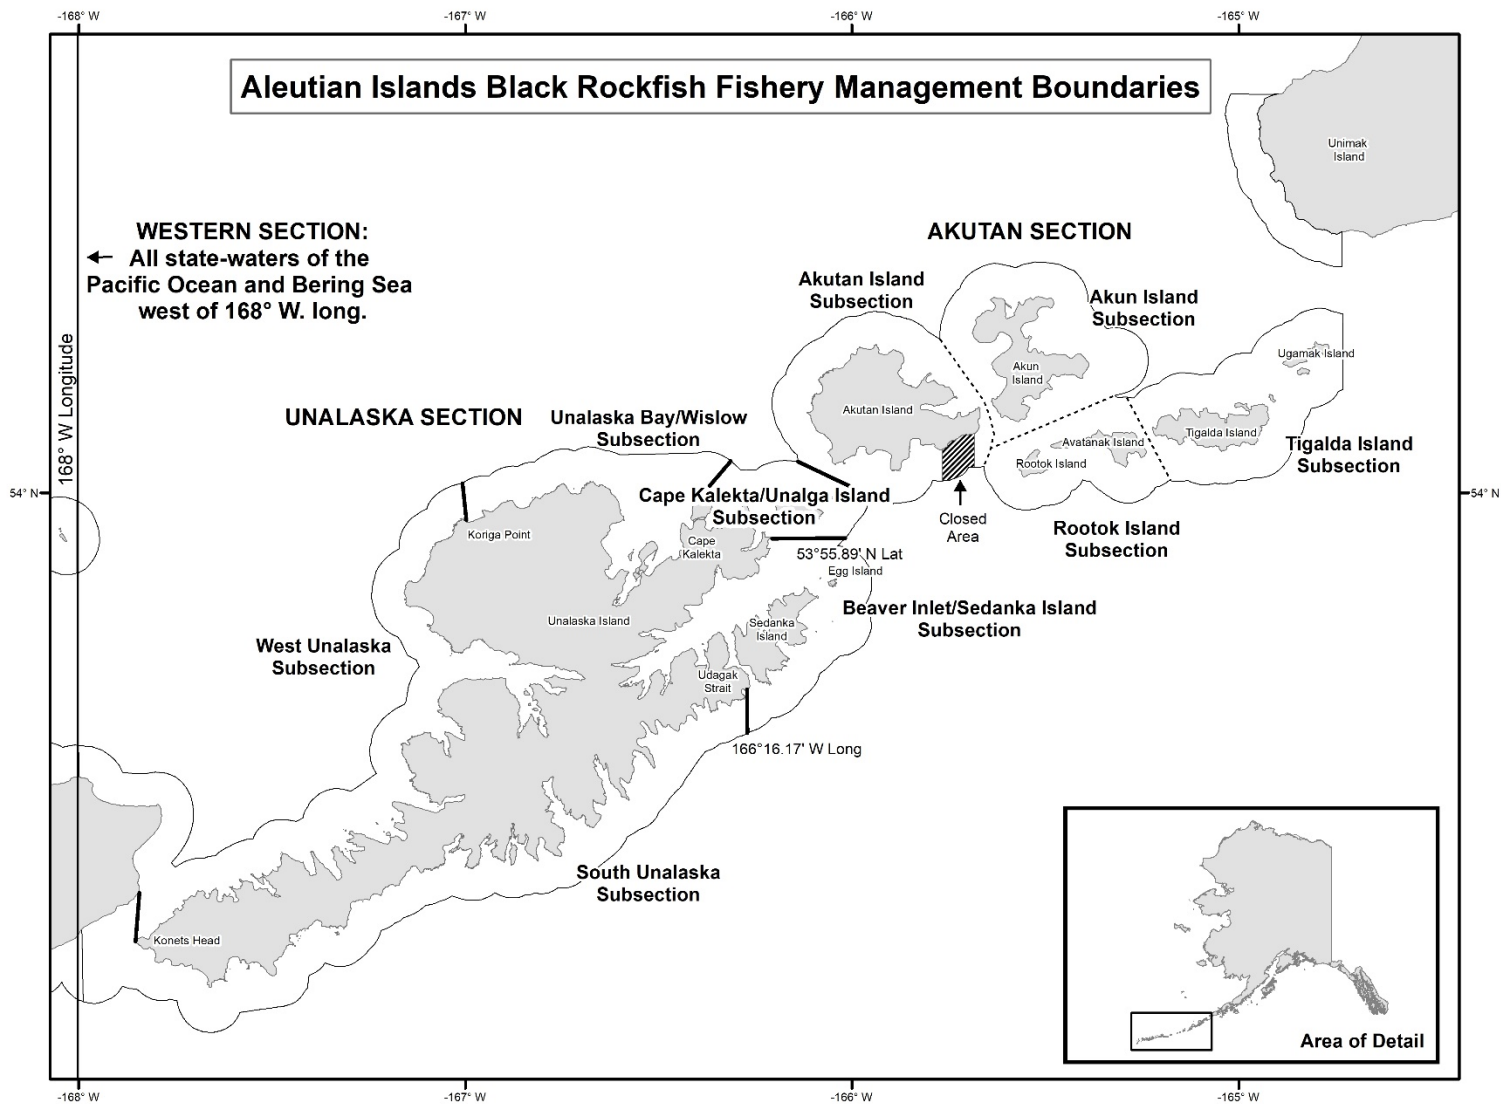 -168° W
-167° W
-166° W
-165° W
Aleutian Islands Black Rockfish Fishery Management Boundaries
Unimak
Island
WESTERN SECTION:
All state-waters of the
Pacific Ocean and Bering Sea
west of 168° W. long.
AKUTAN SECTION
Akutan Island
Subsection
Akun Island
Subsection
168° W Longitude
Ugamak Island
Akun
Island
Akutan Island
UNALASKA SECTION
Unalaska Bay/Wislow
Subsection
Avatanak Island
Tigalda Island
Rootok Island
Tigalda Island
Subsection
54° N
54° N
Cape Kalekta/Unalga Island
Subsection
Closed
Area
Rootok Island
Subsection
Koriga Point
Cape
Kalekta
53°55.89' N Lat
Egg Island
Beaver Inlet/Sedanka Island
Subsection
Unalaska Island
Sedanka
Island
West Unalaska
Subsection
Udagak
Strait
166°16.17' W Long
South Unalaska
Subsection
Konets Head
Area of Detail
-168° W
-167° W
-166° W
-165° W